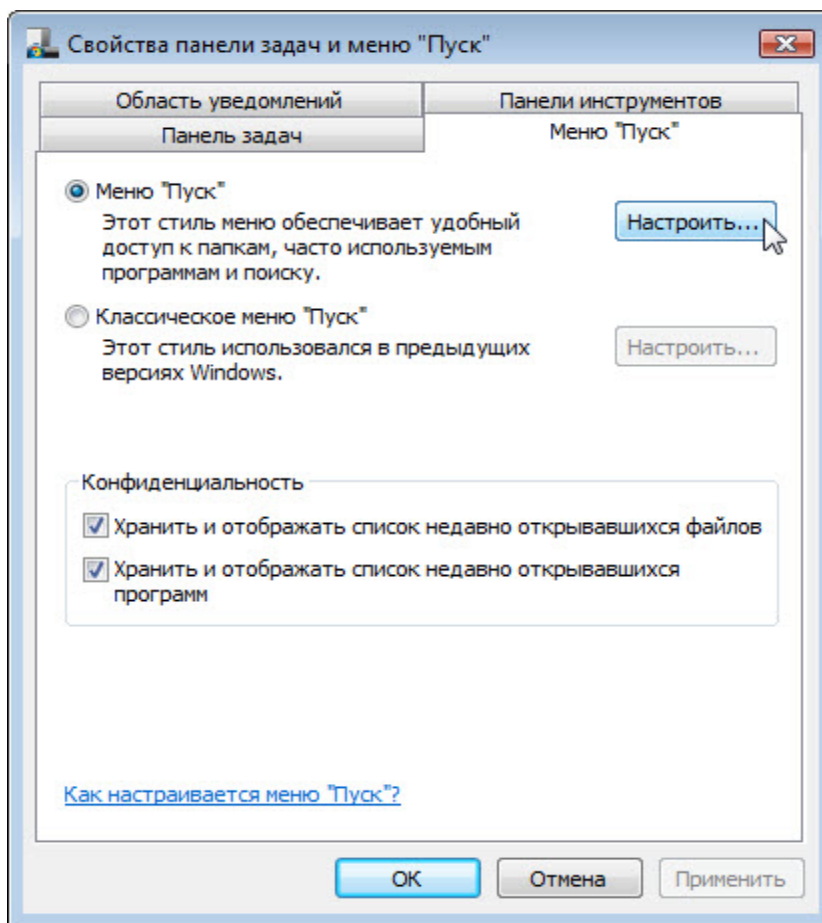 Свойства панели задач и меню "Пуск"
Область уведомлений
Панели инструментов
Панель задач
Меню "Пуск"
Меню "Пуск"
Этот стиль меню обеспечивает удобный
доступ к папкам, часто используемым
программам и поиску.
Настроить...
Классическое меню "Пуск"
Этот стиль использовался в предыдущих
версиях Windows.
Настроить...
Конфиденциальность
Хранить и отображать список недавно открывавшихся файлов
Хранить и отображать список недавно открывавшихся
программ
Как настраивается меню "Пуск"?
ОК
Отмена
Применить